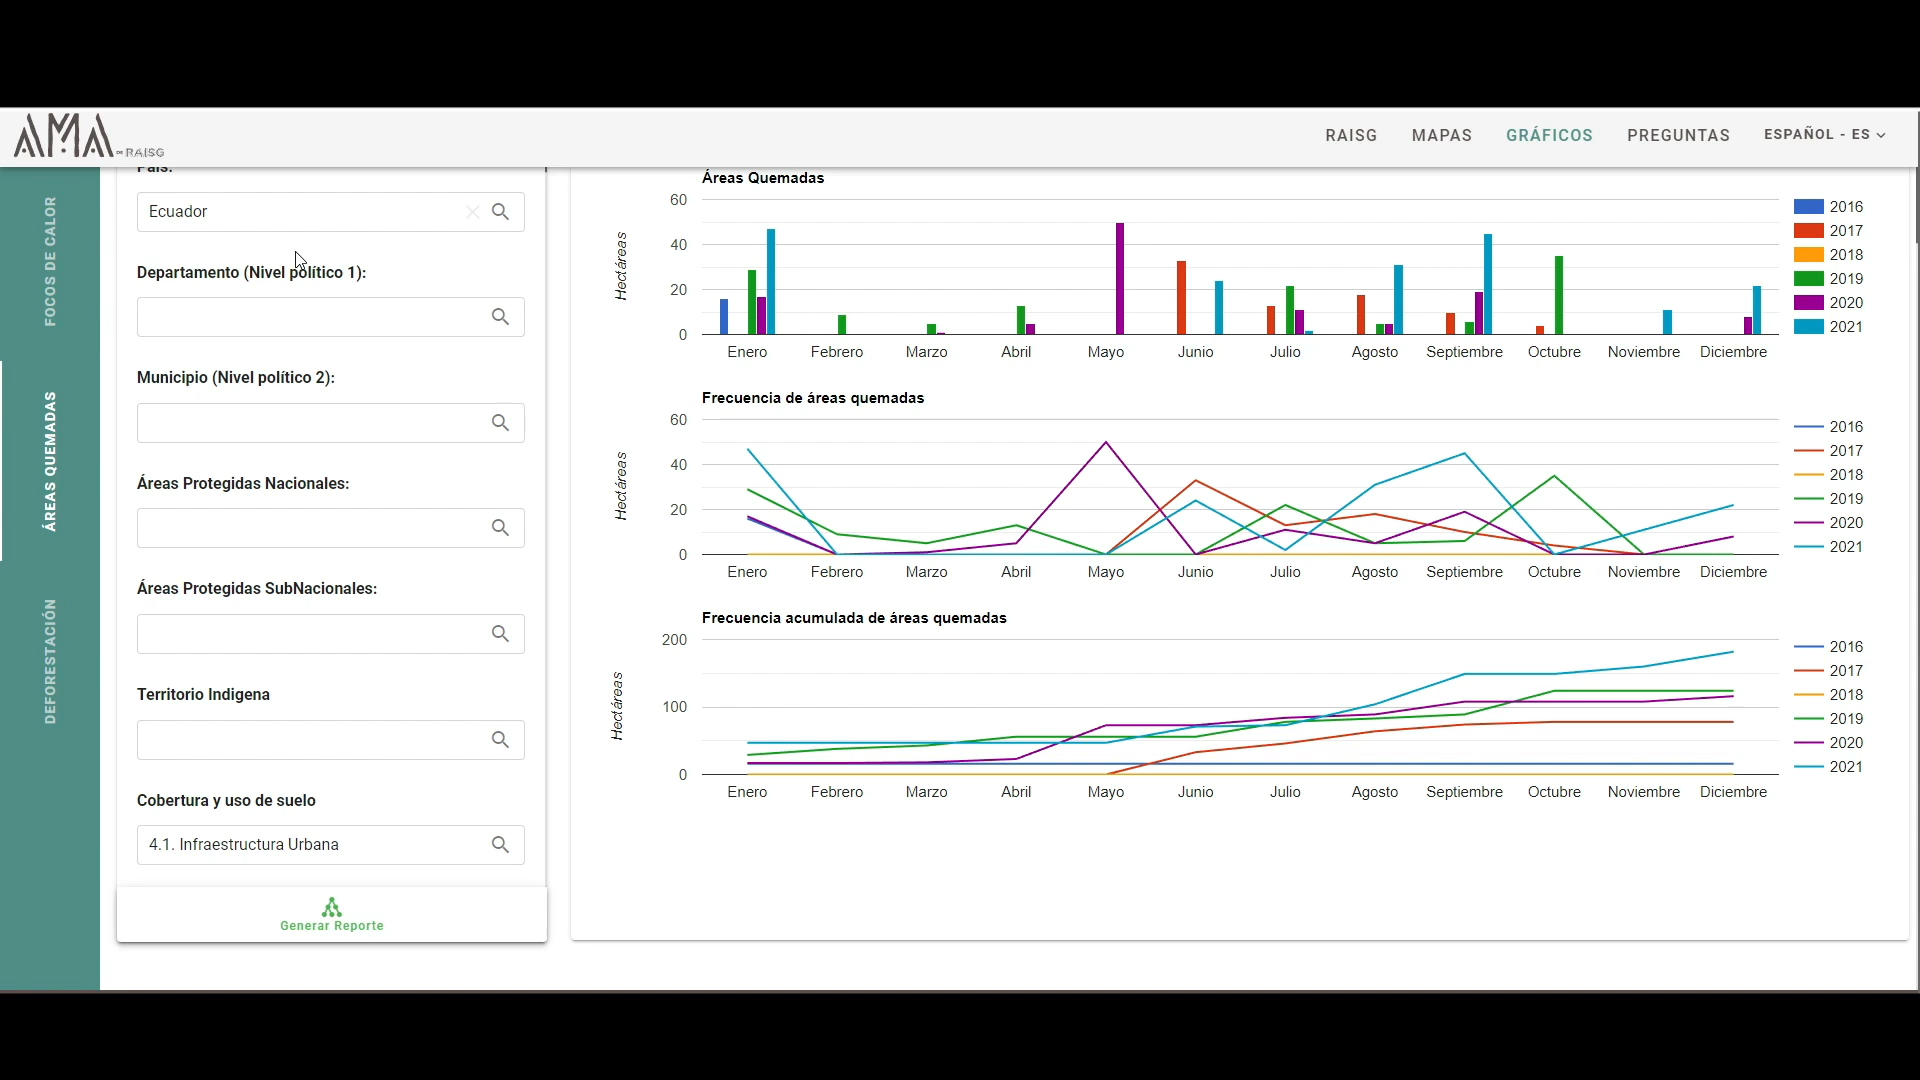 AMA DE RAISG
RAISG
MAPAS
GRÁFICOS
PREGUNTAS
ESPAÑOL - ES
FOCOS DE CALOR
ÁREAS QUEMADAS
DEFORESTACIÓN
País:
Ecuador
Departamento (Nivel político 1):
Municipio (Nivel político 2):
Áreas Protegidas Nacionales:
Áreas Protegidas SubNacionales:
Territorio Indigena
Cobertura y uso de suelo
4.1. Infraestructura Urbana
Generar Reporte
Áreas Quemadas
Hectáreas
60
40
20
0
Enero Febrero Marzo Abril Mayo Junio Julio Agosto Septiembre Octubre Noviembre Diciembre
2016
2017
2018
2019
2020
2021
Frecuencia de áreas quemadas
Hectáreas
60
40
20
0
Enero Febrero Marzo Abril Mayo Junio Julio Agosto Septiembre Octubre Noviembre Diciembre
2016
2017
2018
2019
2020
2021
Frecuencia acumulada de áreas quemadas
Hectáreas
200
100
0
Enero Febrero Marzo Abril Mayo Junio Julio Agosto Septiembre Octubre Noviembre Diciembre
2016
2017
2018
2019
2020
2021